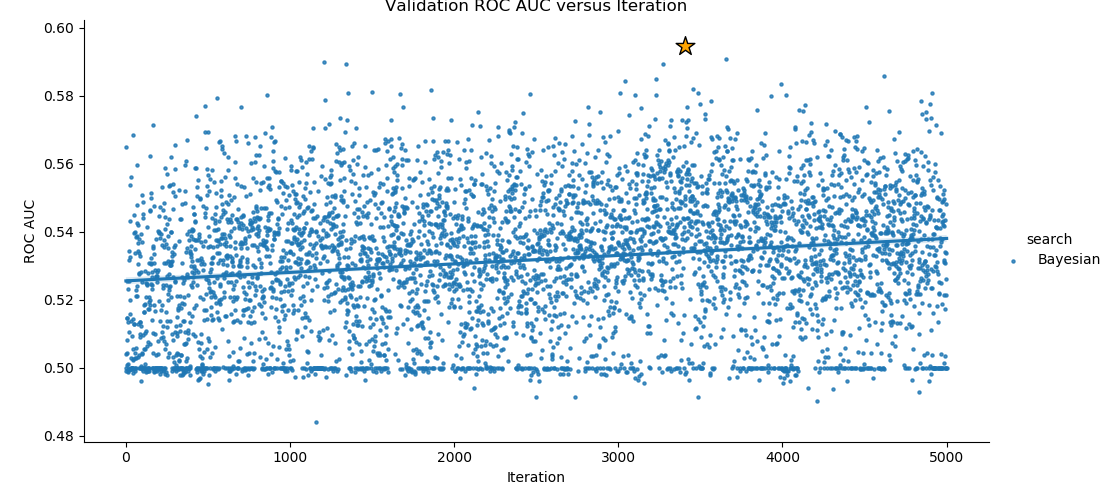 Validation ROC AUC versus Iteration
0.60
0.58
0.56
0.54
0.52
0.50
0.48
ROC AUC
0 1000 2000 3000 4000 5000
Iteration
search
Bayesian